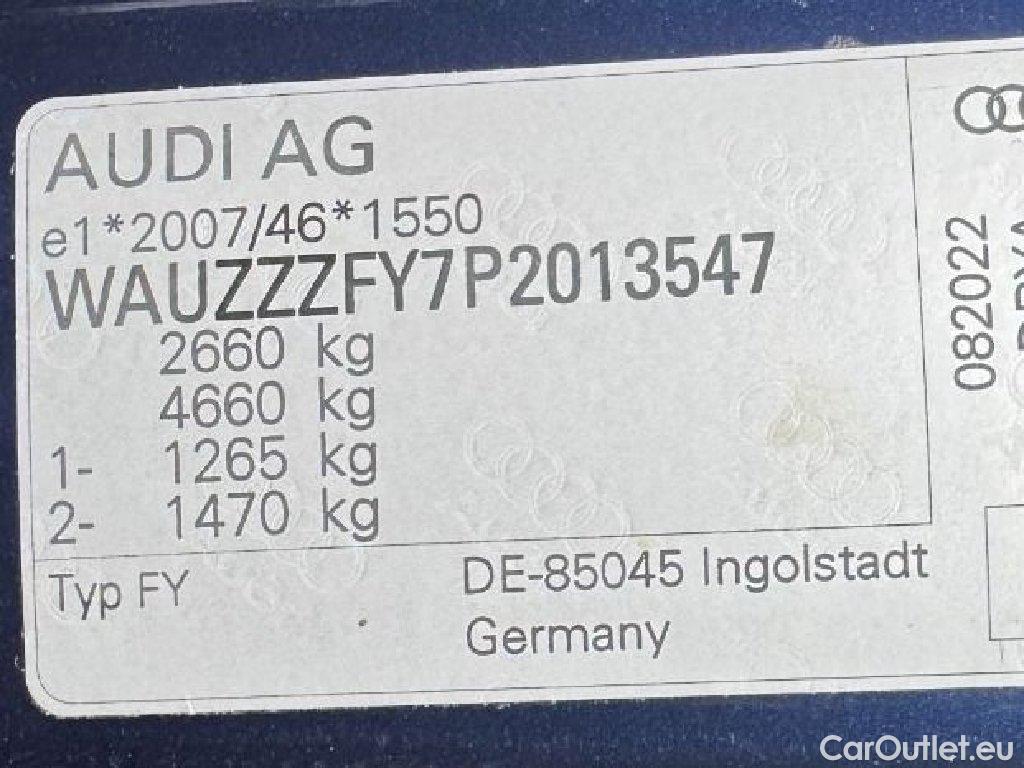 AUDI AG
e1*2007/46*1550
WAUZZZFY7P2013547
2660 kg
4660 kg
1- 1265 kg
2- 1470 kg
Typ FY
DE-85045 Ingolstadt
Germany
082022
CarOutlet.eu